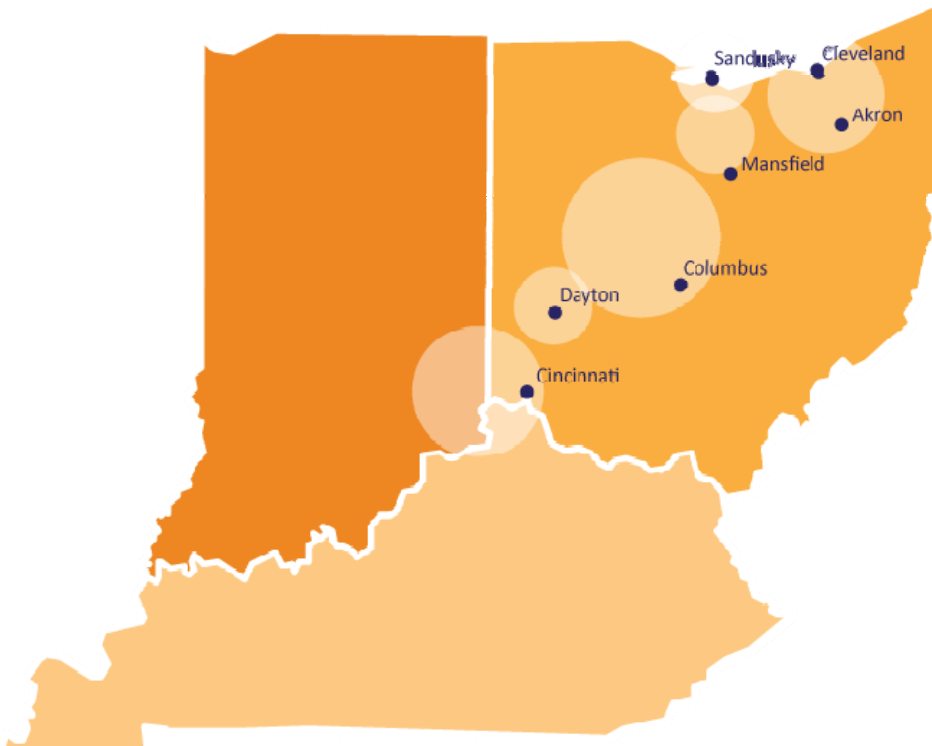 Sandusky
Cleveland
Akron
Mansfield
Columbus
Dayton
Cincinnati